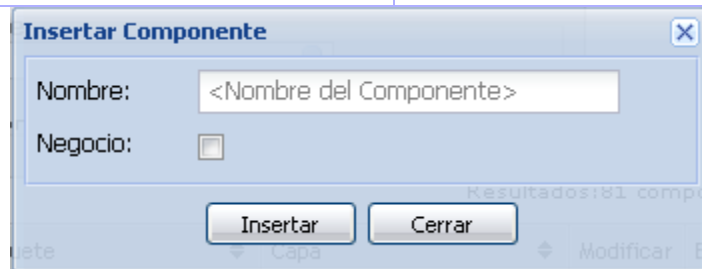 Insertar Componente
Nombre: <Nombre del Componente>
Negocio:
Resultados:81 compo
Insertar Cerrar
uete Capa Modificar E